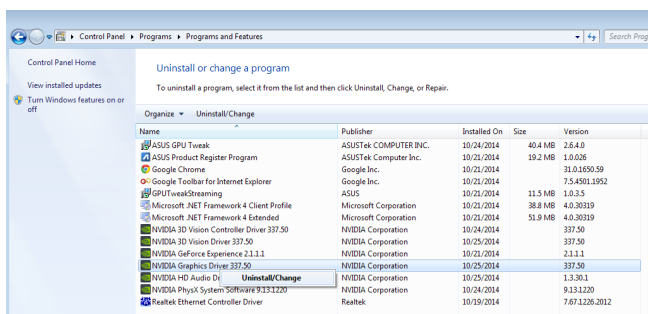 Control Panel ▸ Programs ▸ Programs and Features
Search Prog
Control Panel Home
View installed updates
Turn Windows features on or off
Uninstall or change a program
To uninstall a program, select it from the list and then click Uninstall, Change, or Repair.
Organize Uninstall/Change
Name Publisher Installed On Size Version
ASUS GPU Tweak ASUSTek COMPUTER INC. 10/24/2014 40.4 MB 2.6.4.0
ASUS Product Register Program ASUSTek Computer Inc. 10/21/2014 19.2 MB 1.0.026
Google Chrome Google Inc. 10/21/2014 31.0.1650.59
Google Toolbar for Internet Explorer Google Inc. 10/21/2014 7.5.4501.1952
GPUTweakStreaming ASUS 10/21/2014 11.5 MB 1.0.3.5
Microsoft .NET Framework 4 Client Profile Microsoft Corporation 10/21/2014 38.8 MB 4.0.30319
Microsoft .NET Framework 4 Extended Microsoft Corporation 10/21/2014 51.9 MB 4.0.30319
NVIDIA 3D Vision Controller Driver 337.50 NVIDIA Corporation 10/24/2014 337.50
NVIDIA 3D Vision Driver 337.50 NVIDIA Corporation 10/25/2014 337.50
NVIDIA GeForce Experience 2.1.1.1 NVIDIA Corporation 10/21/2014 2.1.1.1
NVIDIA Graphics Driver 337.50 NVIDIA Corporation 10/25/2014 337.50
NVIDIA HD Audio Dr Uninstall/Change NVIDIA Corporation 10/25/2014 1.3.30.1
NVIDIA PhysX System Software 9.13.1220 NVIDIA Corporation 10/24/2014 9.13.1220
Realtek Ethernet Controller Driver Realtek 10/19/2014 7.67.1226.2012